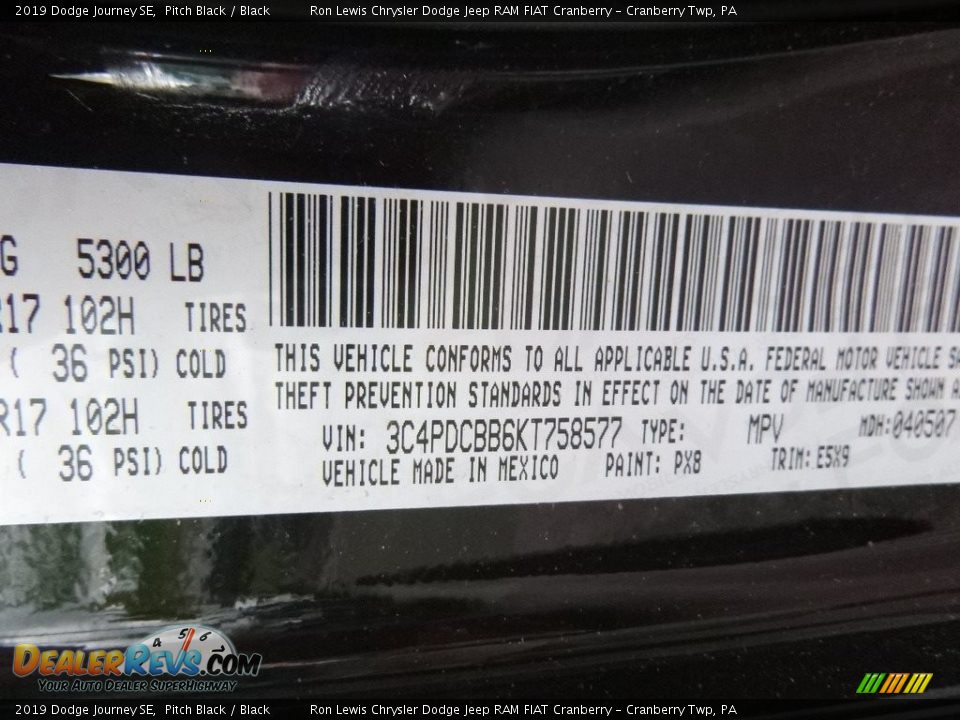 2019 Dodge Journey SE, Pitch Black / Black Ron Lewis Chrysler Dodge Jeep RAM FIAT Cranberry – Cranberry Twp, PA
G 5300 LB
R17 102H TIRES
( 36 PSI) COLD
R17 102H TIRES
( 36 PSI) COLD
THIS VEHICLE CONFORMS TO ALL APPLICABLE U.S.A. FEDERAL MOTOR VEHICLE SA
THEFT PREVENTION STANDARDS IN EFFECT ON THE DATE OF MANUFACTURE SHOWN A
VIN: 3C4PDCBB6KT758577 TYPE: MPV MDH:040507
VEHICLE MADE IN MEXICO PAINT: PX8 TRIM: E5X9
4 5 6
DEALERREVS.COM
YOUR AUTO DEALER SUPERHIGHWAY
2019 Dodge Journey SE, Pitch Black / Black Ron Lewis Chrysler Dodge Jeep RAM FIAT Cranberry – Cranberry Twp, PA